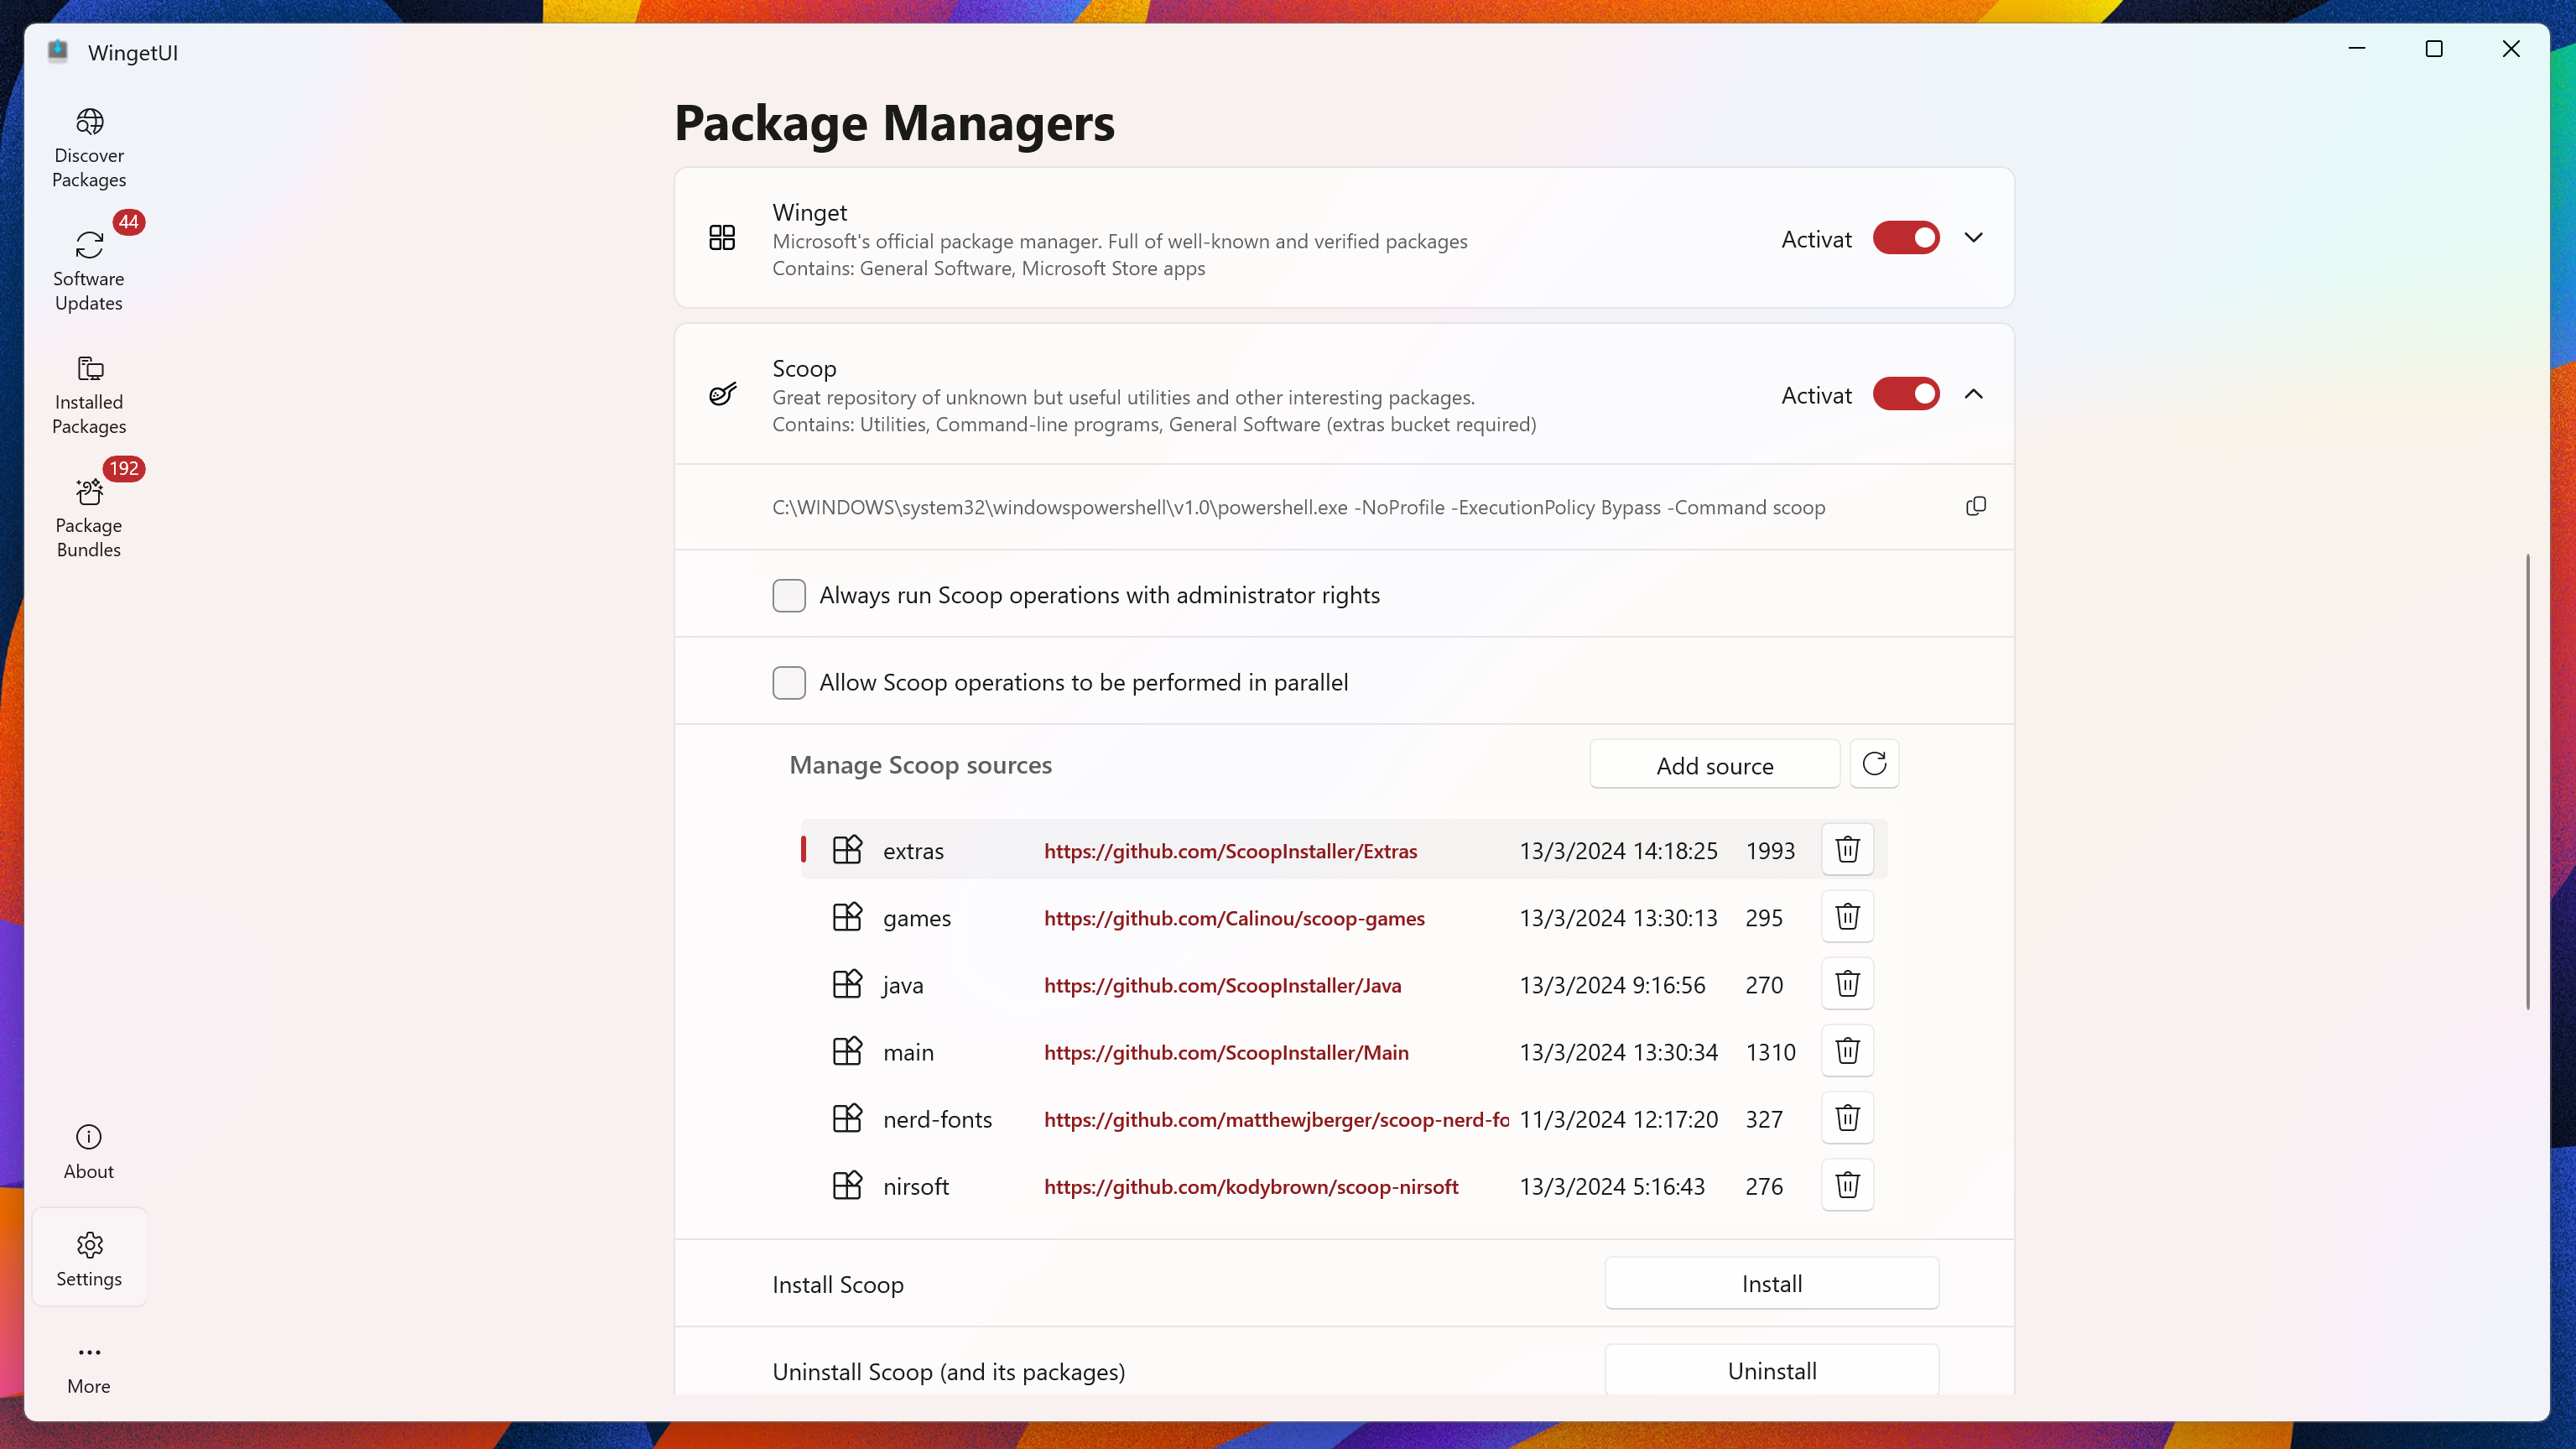 WingetUI
Discover
Packages
44
Software
Updates
Installed
Packages
192
Package
Bundles
About
Settings
More
Package Managers
Winget
Microsoft's official package manager. Full of well-known and verified packages
Contains: General Software, Microsoft Store apps
Activat
Scoop
Great repository of unknown but useful utilities and other interesting packages.
Contains: Utilities, Command-line programs, General Software (extras bucket required)
Activat
C:\WINDOWS\system32\windowspowershell\v1.0\powershell.exe -NoProfile -ExecutionPolicy Bypass -Command scoop
Always run Scoop operations with administrator rights
Allow Scoop operations to be performed in parallel
Manage Scoop sources
Add source
extras https://github.com/ScoopInstaller/Extras 13/3/2024 14:18:25 1993
games https://github.com/Calinou/scoop-games 13/3/2024 13:30:13 295
java https://github.com/ScoopInstaller/Java 13/3/2024 9:16:56 270
main https://github.com/ScoopInstaller/Main 13/3/2024 13:30:34 1310
nerd-fonts https://github.com/matthewjberger/scoop-nerd-fo 11/3/2024 12:17:20 327
nirsoft https://github.com/kodybrown/scoop-nirsoft 13/3/2024 5:16:43 276
Install Scoop
Install
Uninstall Scoop (and its packages)
Uninstall